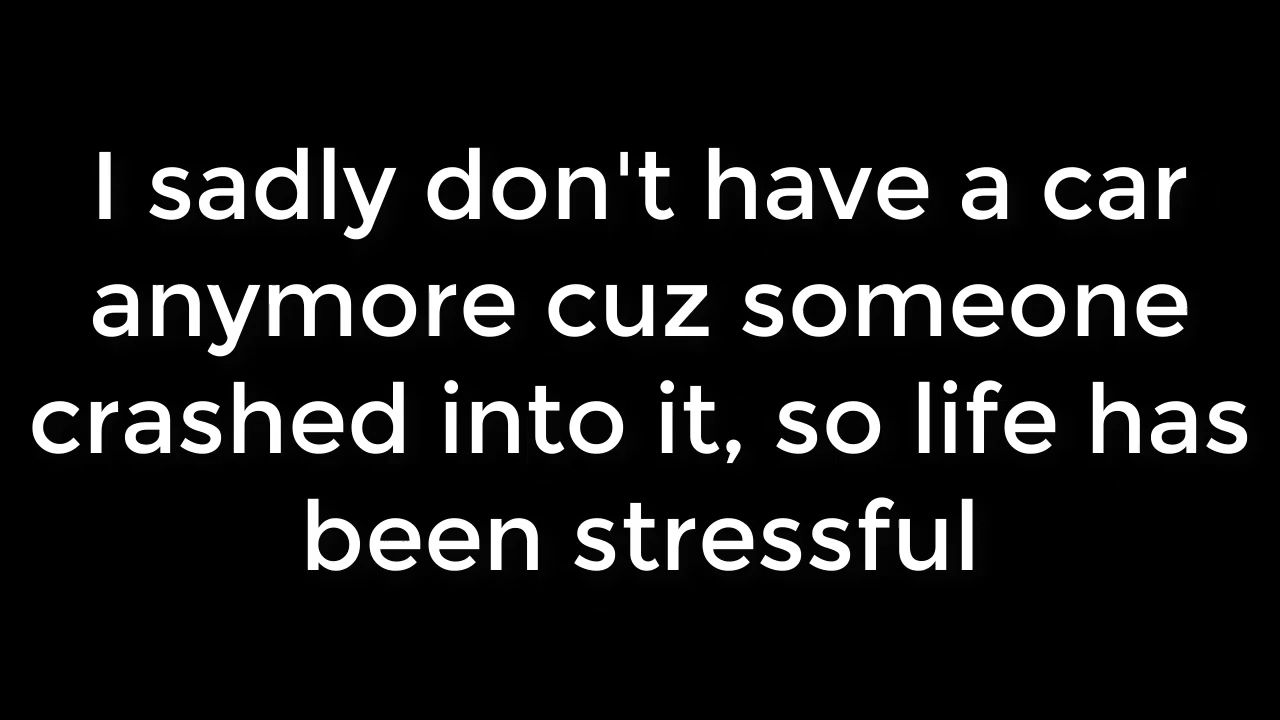 I sadly don't have a car
anymore cuz someone
crashed into it, so life has
been stressful